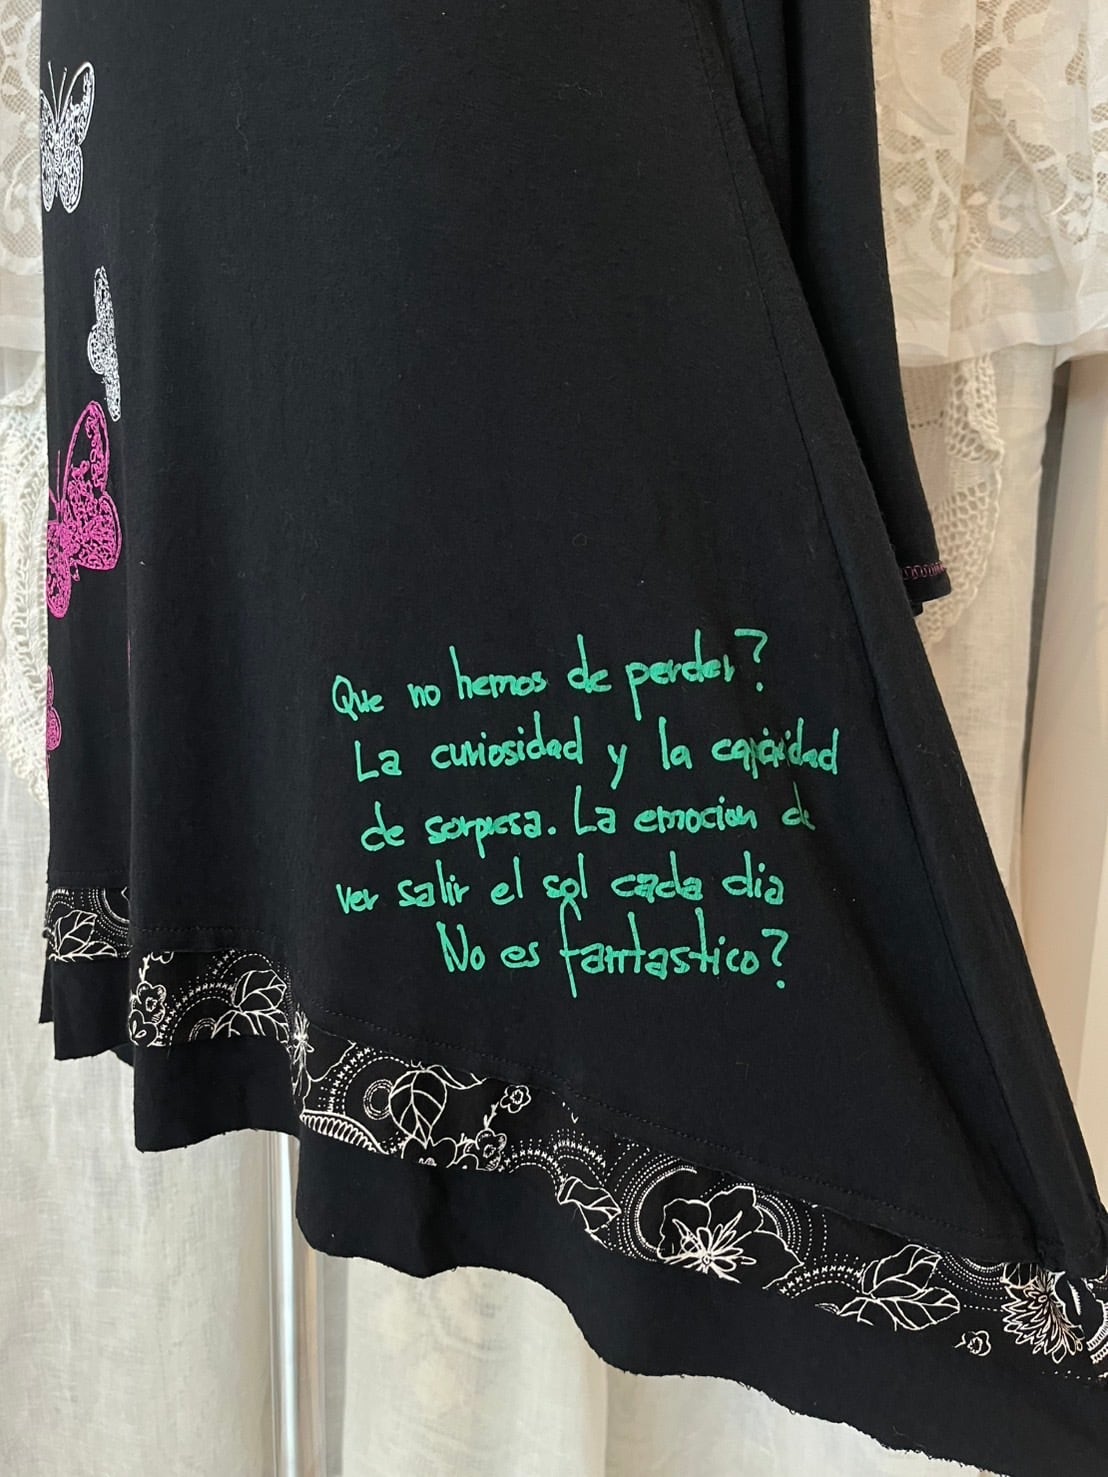 Que no hemos de perder?
La curiosidad y la capacidad
de sorpresa. La emocion de
ver salir el sol cada dia
No es fantastico?